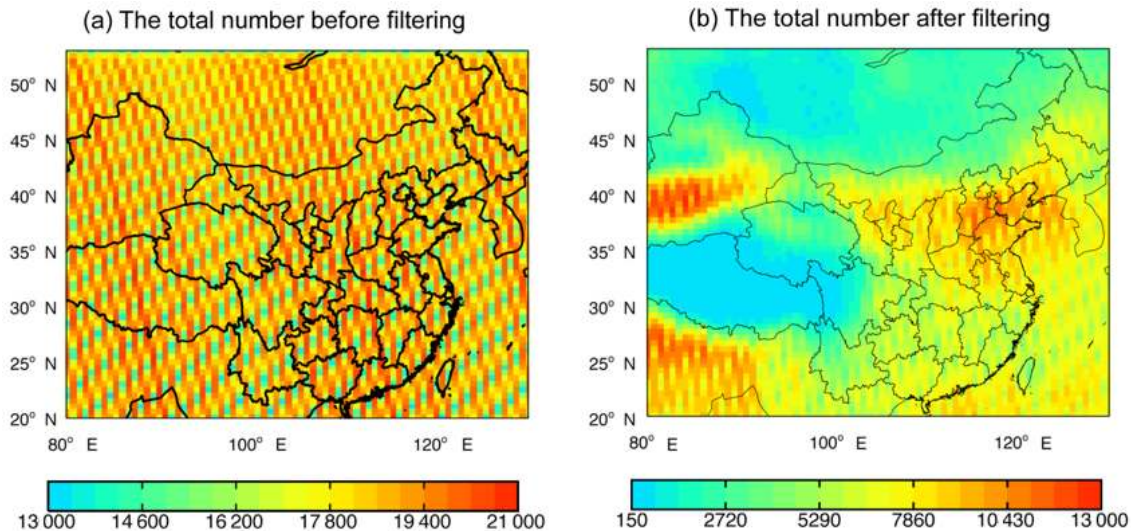 (a) The total number before filtering
(b) The total number after filtering
50° N
45° N
40° N
35° N
30° N
25° N
20° N
80° E
100° E
120° E
50° N
45° N
40° N
35° N
30° N
25° N
20° N
80° E
100° E
120° E
13 000 14 600 16 200 17 800 19 400 21 000
150 2720 5290 7860 10 430 13 000